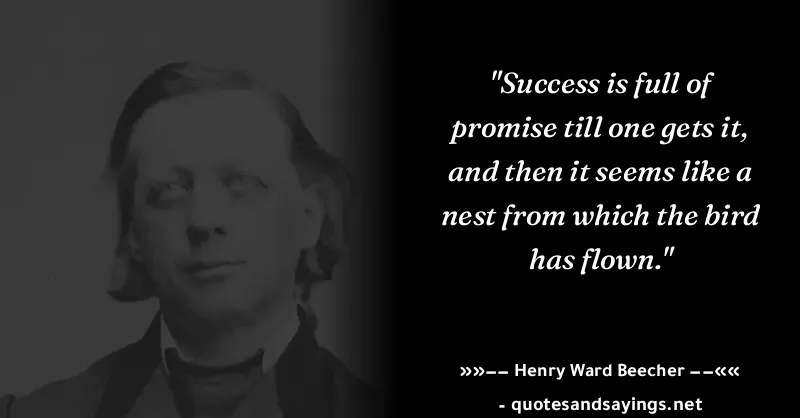 "Success is full of
promise till one gets it,
and then it seems like a
nest from which the bird
has flown."
»»−− Henry Ward Beecher −−««
- quotesandsayings.net